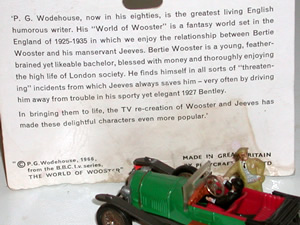 'P. G. Wodehouse, now in his eighties, is the greatest living English
humorous writer. His "World of Wooster" is a fantasy world set in the
England of 1925-1935 in which we enjoy the relationship between Bertie
Wooster and his manservant Jeeves. Bertie Wooster is a young, feather-
brained yet likeable bachelor, blessed with money and thoroughly enjoying
the high life of London society. He finds himself in all sorts of "threaten-
ing" incidents from which Jeeves always saves him – very often by driving
him away from trouble in his sporty yet elegant 1927 Bentley.
In bringing them to life, the TV re-creation of Wooster and Jeeves has
made these delightful characters even more popular.'
"© P. G. Wodehouse, 1966,
from the B.B.C. t.v. series,
THE WORLD OF WOOSTER"
MADE IN GREAT BRITAIN